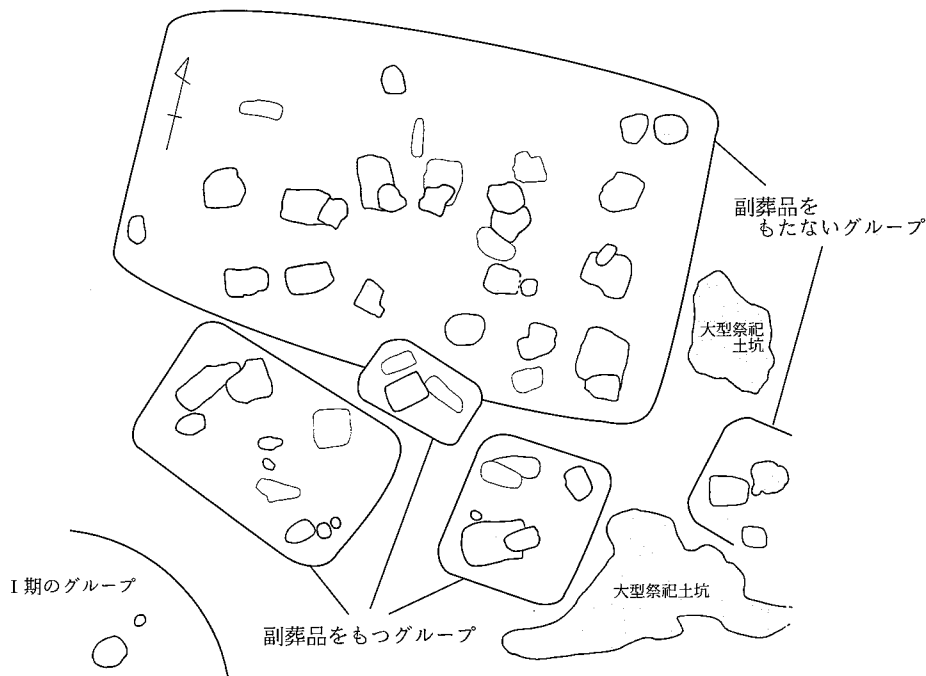 副葬品を
もたないグループ
大型祭祀
土坑
大型祭祀土坑
Ⅰ期のグループ
副葬品をもつグループ